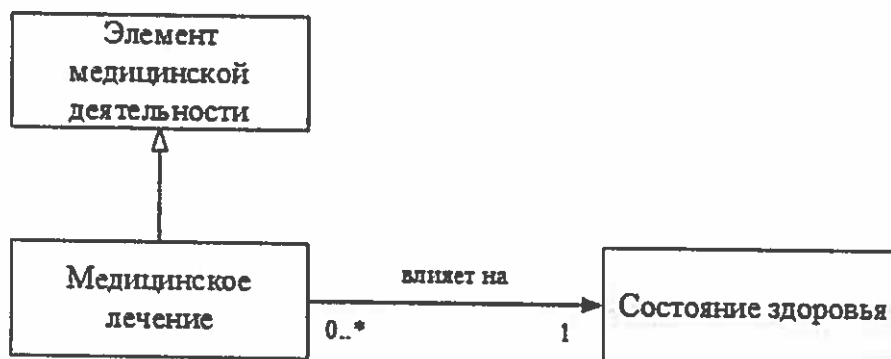 Элемент
медицинской
деятельности
Медицинское
лечение
влияет на
0..*
1
Состояние здоровья